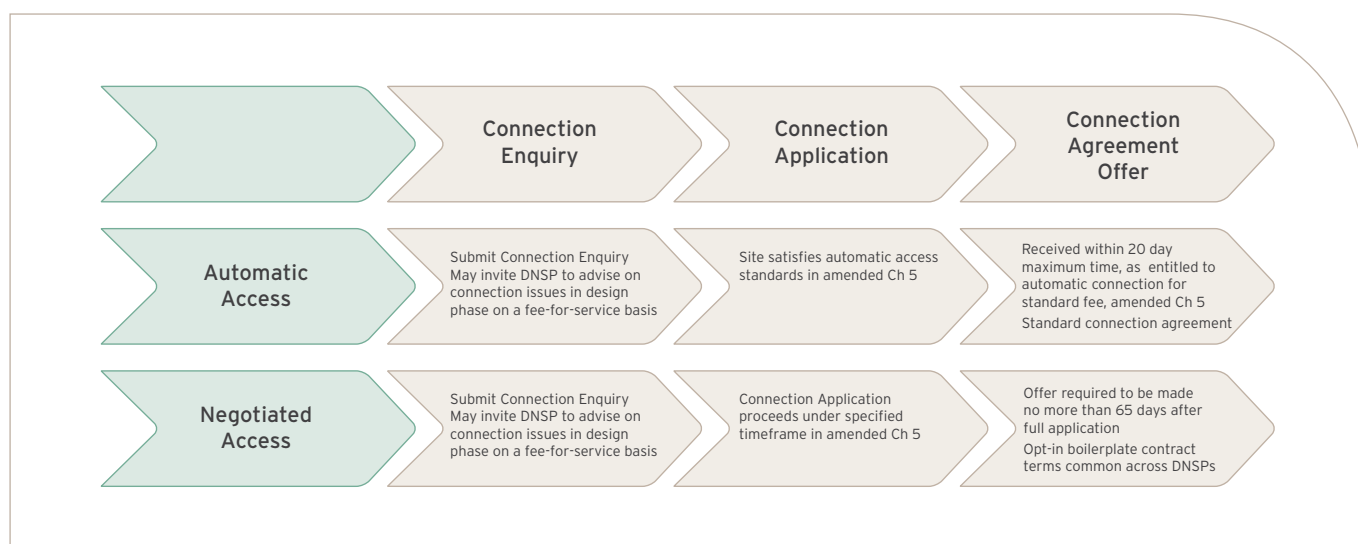 Connection
Enquiry
Connection
Application
Connection
Agreement
Offer
Automatic
Access
Submit Connection Enquiry
May invite DNSP to advise on
connection issues in design
phase on a fee-for-service basis
Site satisfies automatic access
standards in amended Ch 5
Received within 20 day
maximum time, as entitled to
automatic connection for
standard fee, amended Ch 5
Standard connection agreement
Negotiated
Access
Submit Connection Enquiry
May invite DNSP to advise on
connection issues in design
phase on a fee-for-service basis
Connection Application
proceeds under specified
timeframe in amended Ch 5
Offer required to be made
no more than 65 days after
full application
Opt-in boilerplate contract
terms common across DNSPs